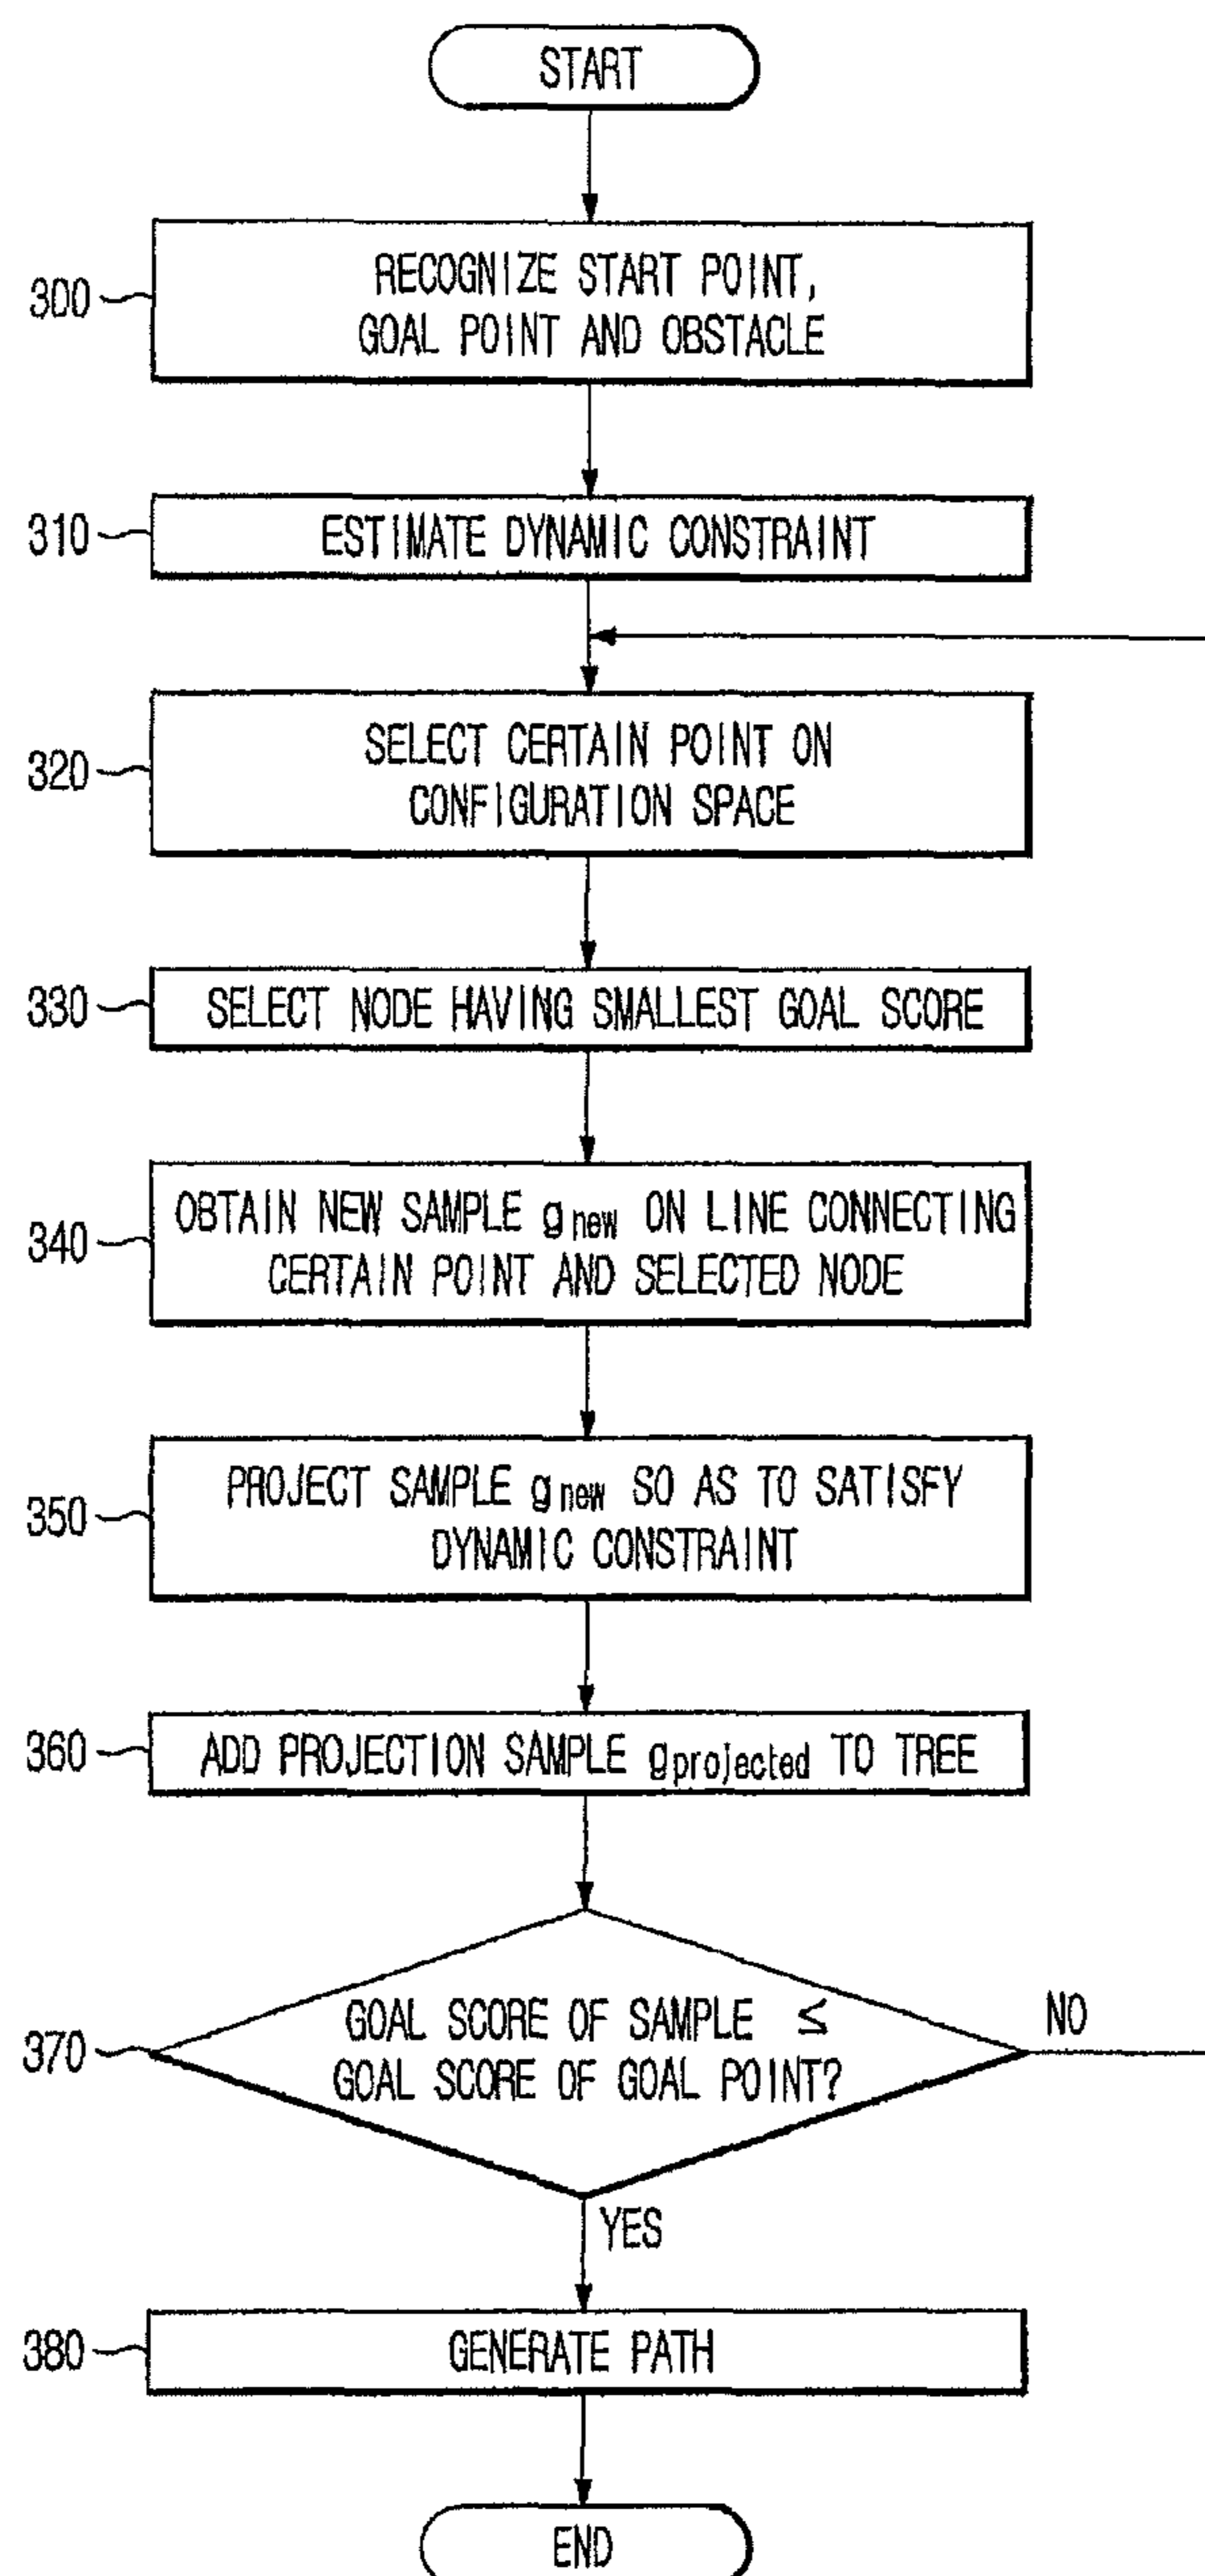 START
300
RECOGNIZE START POINT,
GOAL POINT AND OBSTACLE
310
ESTIMATE DYNAMIC CONSTRAINT
320
SELECT CERTAIN POINT ON
CONFIGURATION SPACE
330
SELECT NODE HAVING SMALLEST GOAL SCORE
340
OBTAIN NEW SAMPLE gnew ON LINE CONNECTING
CERTAIN POINT AND SELECTED NODE
350
PROJECT SAMPLE gnew SO AS TO SATISFY
DYNAMIC CONSTRAINT
360
ADD PROJECTION SAMPLE gprojected TO TREE
370
GOAL SCORE OF SAMPLE ≤
GOAL SCORE OF GOAL POINT?
NO
YES
380
GENERATE PATH
END